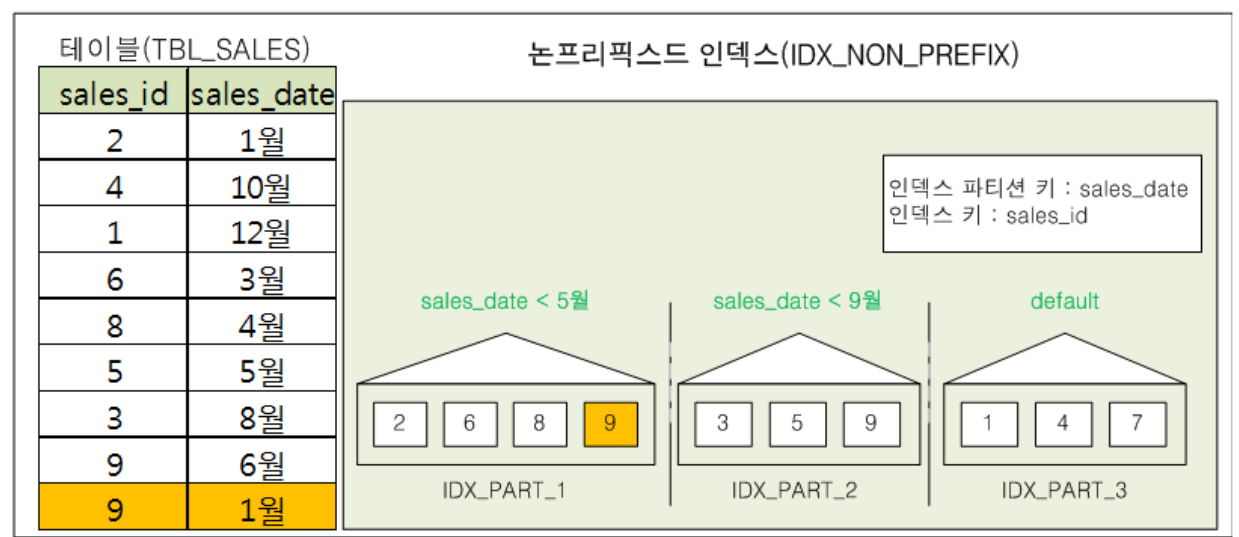 테이블(TBL_SALES)
논프리픽스드 인덱스(IDX_NON_PREFIX)
sales_id sales_date
2 1월
4 10월
1 12월
6 3월
8 4월
5 5월
3 8월
9 6월
9 1월
인덱스 파티션 키 : sales_date
인덱스 키 : sales_id
sales_date < 5월 sales_date < 9월 default
2 6 8 9 3 5 9 1 4 7
IDX_PART_1 IDX_PART_2 IDX_PART_3